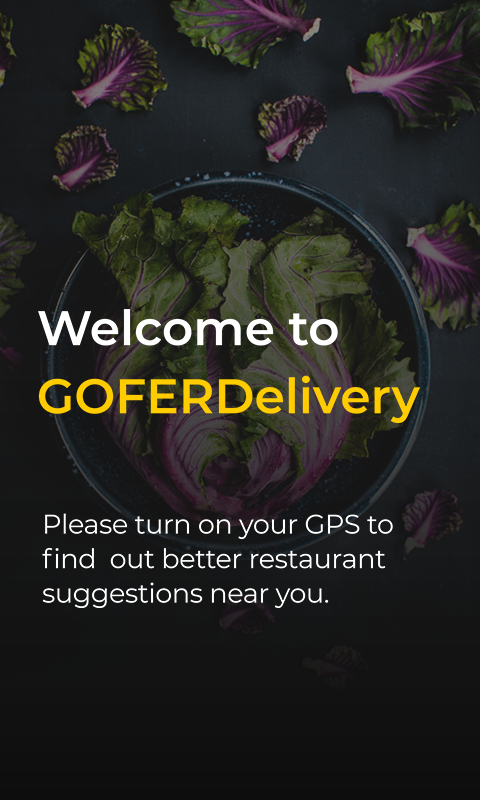 Welcome to
GOFERDelivery
Please turn on your GPS to
find  out better restaurant
suggestions near you.